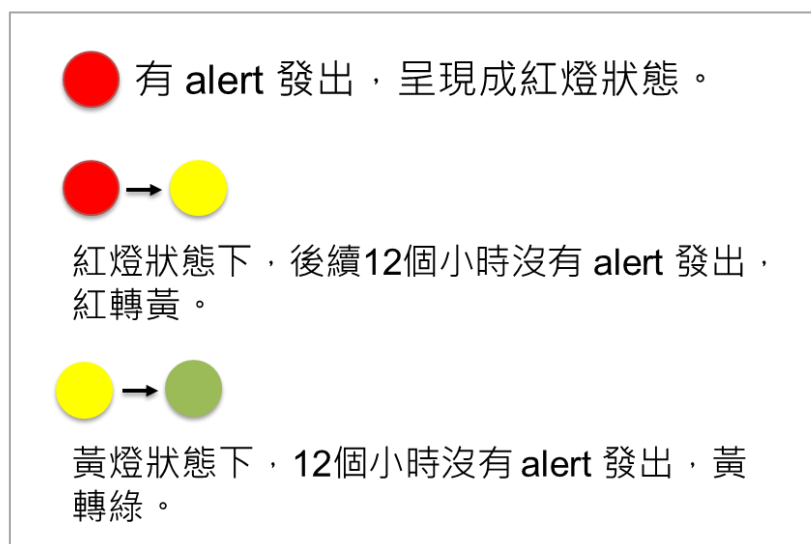 有 alert 發出，呈現成紅燈狀態。
紅燈狀態下，後續12個小時沒有 alert 發出，
紅轉黃。
黃燈狀態下，12個小時沒有 alert 發出，黃
轉綠。